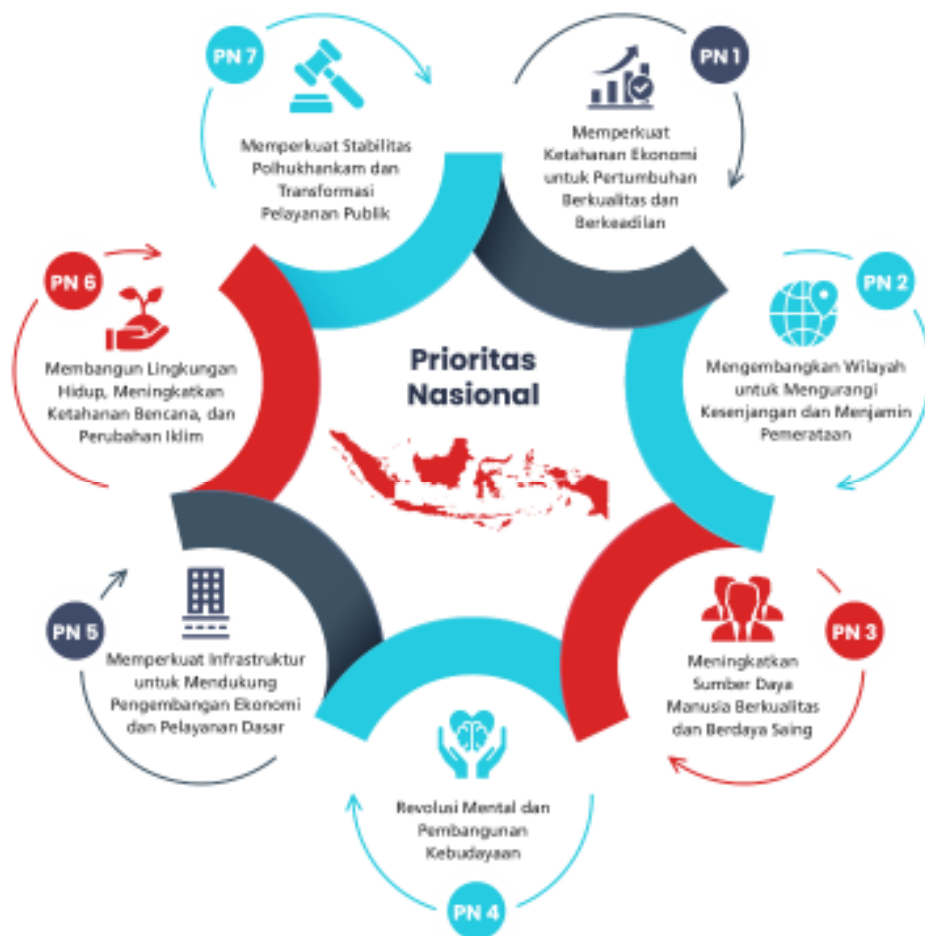 Prioritas
Nasional
PN 1
Memperkuat
Ketahanan Ekonomi
untuk Pertumbuhan
Berkualitas dan
Berkeadilan
PN 2
Mengembangkan Wilayah
untuk Mengurangi
Kesenjangan dan Menjamin
Pemerataan
PN 3
Meningkatkan
Sumber Daya
Manusia Berkualitas
dan Berdaya Saing
PN 4
Revolusi Mental dan
Pembangunan
Kebudayaan
PN 5
Memperkuat Infrastruktur
untuk Mendukung
Pengembangan Ekonomi
dan Pelayanan Dasar
PN 6
Membangun Lingkungan
Hidup, Meningkatkan
Ketahanan Bencana, dan
Perubahan Iklim
PN 7
Memperkuat Stabilitas
Polhukhankam dan
Transformasi
Pelayanan Publik